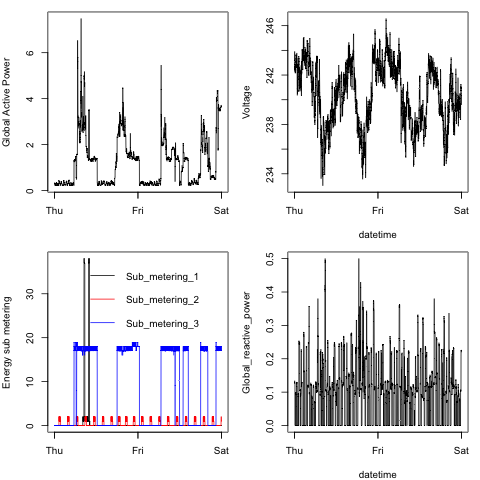 Global Active Power
0 2 4 6
Thu Fri Sat
Voltage
234 238 242 246
Thu Fri Sat
datetime
Energy sub metering
0 10 20 30
Sub_metering_1
Sub_metering_2
Sub_metering_3
Thu Fri Sat
Global_reactive_power
0.0 0.1 0.2 0.3 0.4 0.5
Thu Fri Sat
datetime